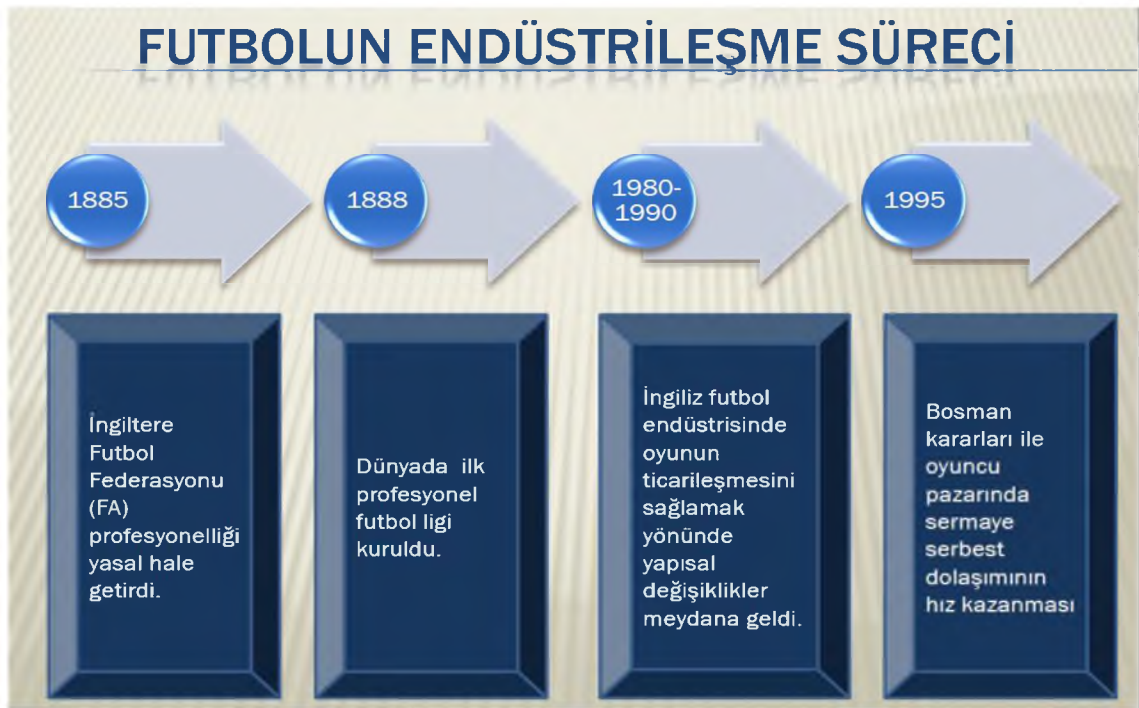 FUTBOLUN ENDÜSTRİLEŞME SÜRECİ
1885
1888
1980-
1990
1995
İngiltere
Futbol
Federasyonu
(FA)
profesyonelliği
yasal hale
getirdi.
Dünyada ilk
profesyonel
futbol ligi
kuruldu.
İngiliz futbol
endüstrisinde
oyunun
ticarileşmesini
sağlamak
yönünde
yapısal
değişiklikler
meydana geldi.
Bosman
kararları ile
oyuncu
pazarında
sermaye
serbest
dolaşımının
hız kazanması